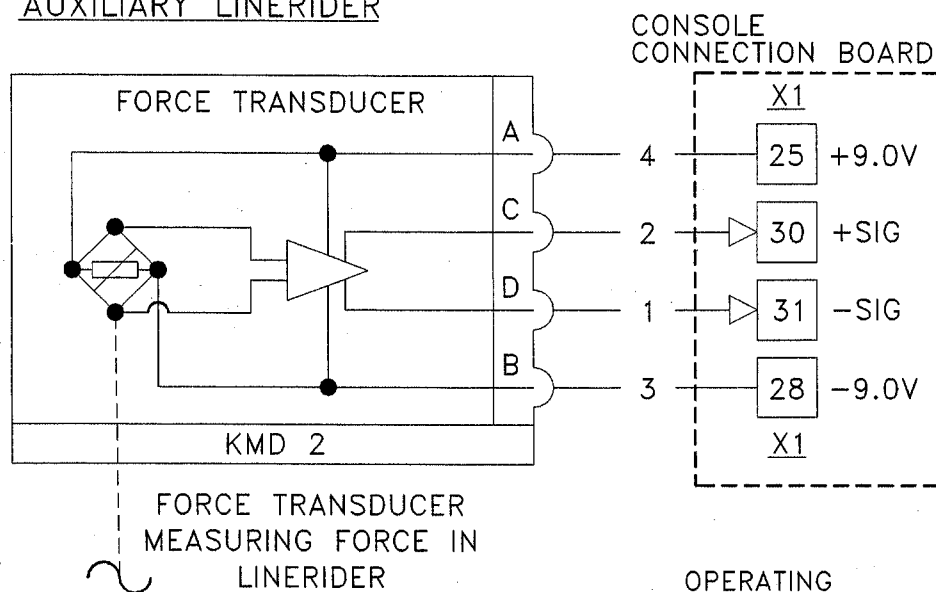 AUXILIARY LINERIDER
CONSOLE
CONNECTION BOARD
FORCE TRANSDUCER
X1
A 4 25 +9.0V
C 2 30 +SIG
D 1 31 -SIG
B 3 28 -9.0V
X1
KMD 2
FORCE TRANSDUCER
MEASURING FORCE IN
LINERIDER
OPERATING